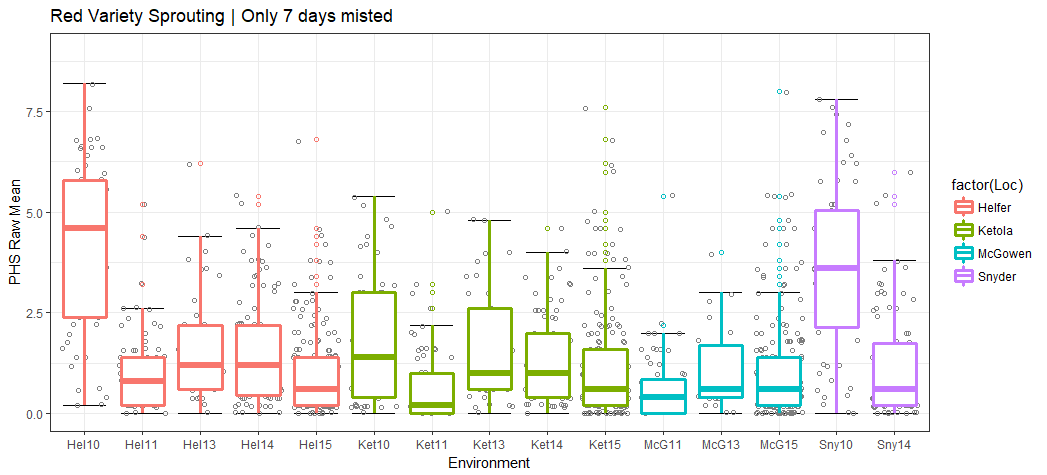 Red Variety Sprouting | Only 7 days misted
PHS Raw Mean
7.5
5.0
2.5
0.0
Hel10 Hel11 Hel13 Hel14 Hel15 Ket10 Ket11 Ket13 Ket14 Ket15 McG11 McG13 McG15 Sny10 Sny14
Environment
factor(Loc)
Helfer
Ketola
McGowen
Snyder